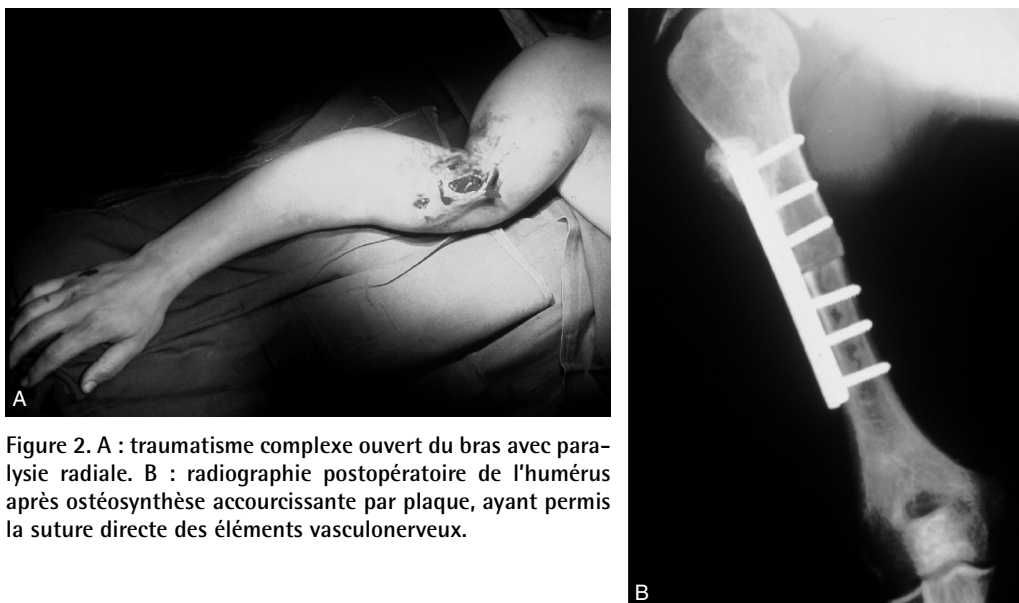 A
Figure 2. A : traumatisme complexe ouvert du bras avec para-
lysie radiale. B : radiographie postopératoire de l'humérus
après ostéosynthèse accourcissante par plaque, ayant permis
la suture directe des éléments vasculonerveux.
B